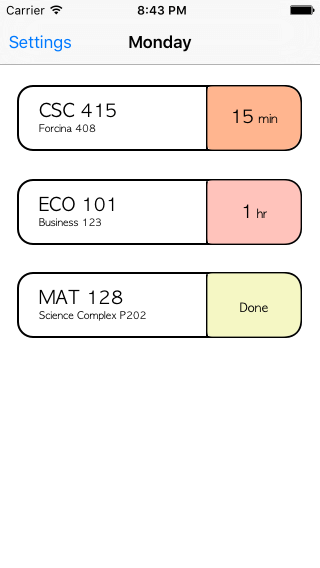 Carrier 8:43 PM
Settings Monday
CSC 415
Forcina 408
15 min
ECO 101
Business 123
1 hr
MAT 128
Science Complex P202
Done